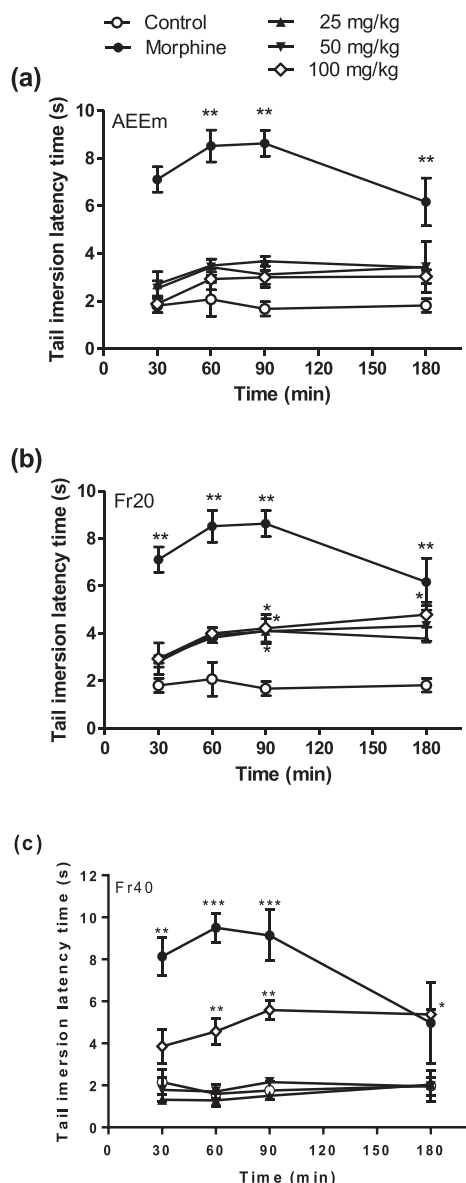 Control
Morphine
25 mg/kg
50 mg/kg
100 mg/kg
(a)
AEEm
Tail imersion latency time (s)
10
8
6
4
2
0
** ** **
0 30 60 90 120 150 180
Time (min)
(b)
Fr20
Tail imersion latency time (s)
10
8
6
4
2
0
** ** ** **
*
*
*
*
0 30 60 90 120 150 180
Time (min)
(c)
Fr40
Tail imersion latency time (s)
12
10
8
6
4
2
0
** *** ***
** **
*
0 30 60 90 120 150 180
Time (min)